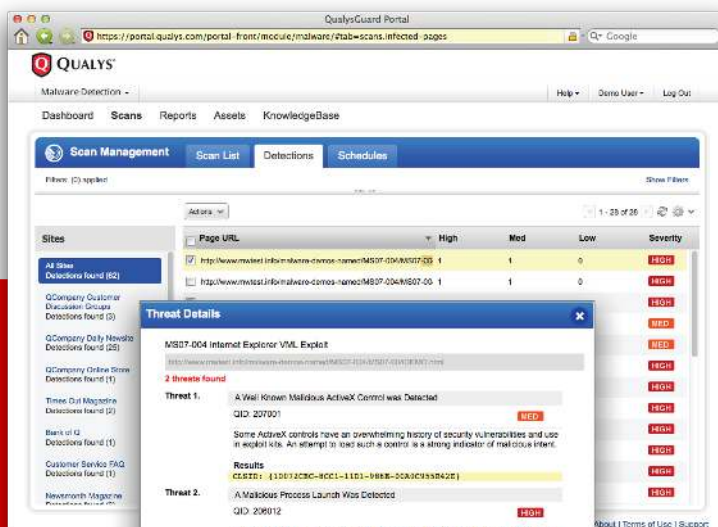 QualysGuard Portal
https://portal.qualys.com/portal-front/module/malware/#tab=scans.infected-pages
Google
QUALYS
Malware Detection
Help
Demo User
Log Out
Dashboard Scans Reports Assets KnowledgeBase
Scan Management
Scan List
Detections
Schedules
Filters: (0) applied
Show Filters
Actions
1 - 28 of 28
Sites
Page URL High Med Low Severity
All Sites
Detections found (62)
http://www.mwtest.info/malware-demos-named/MS07-004/MS07-00 1 1 0 HIGH
http://www.mwtest.info/malware-demos-named/MS07-004/MS07-00 1 1 0 HIGH
QCompany Customer
Discussion Groups
Detections found (3)
HIGH
MED
QCompany Daily Newsite
Detections found (25)
HIGH
QCompany Online Store
Detections found (1)
HIGH
Times Out Magazine
Detections found (2)
HIGH
Bank of Q
Detections found (1)
HIGH
Customer Service FAQ
Detections found (1)
HIGH
Newsmonth Magazine
HIGH
Threat Details
MS07-004 Internet Explorer VML Exploit
2 threats found
Threat 1. A Well Known Malicious ActiveX Control was Detected
QID: 207001 MED
Some ActiveX controls have an overwhelming history of security vulnerabilities and use
in exploit kits. An attempt to load such a control is a strong indicator of malicious intent.
Results
Threat 2. A Malicious Process Launch Was Detected
QID: 206012 HIGH
About | Terms of Use | Support